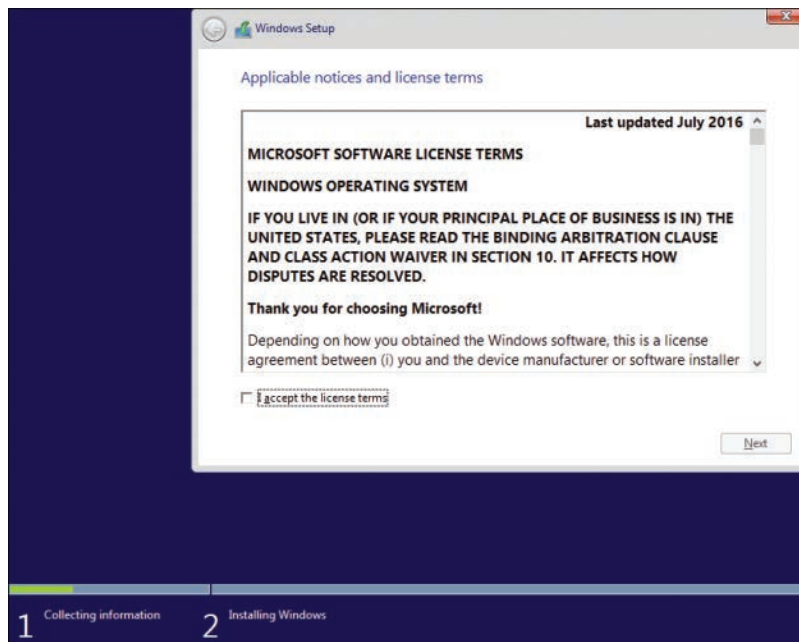 Windows Setup
Applicable notices and license terms
Last updated July 2016
MICROSOFT SOFTWARE LICENSE TERMS
WINDOWS OPERATING SYSTEM
IF YOU LIVE IN (OR IF YOUR PRINCIPAL PLACE OF BUSINESS IS IN) THE
UNITED STATES, PLEASE READ THE BINDING ARBITRATION CLAUSE
AND CLASS ACTION WAIVER IN SECTION 10. IT AFFECTS HOW
DISPUTES ARE RESOLVED.
Thank you for choosing Microsoft!
Depending on how you obtained the Windows software, this is a license
agreement between (i) you and the device manufacturer or software installer
I accept the license terms
Next
1 Collecting information
2 Installing Windows